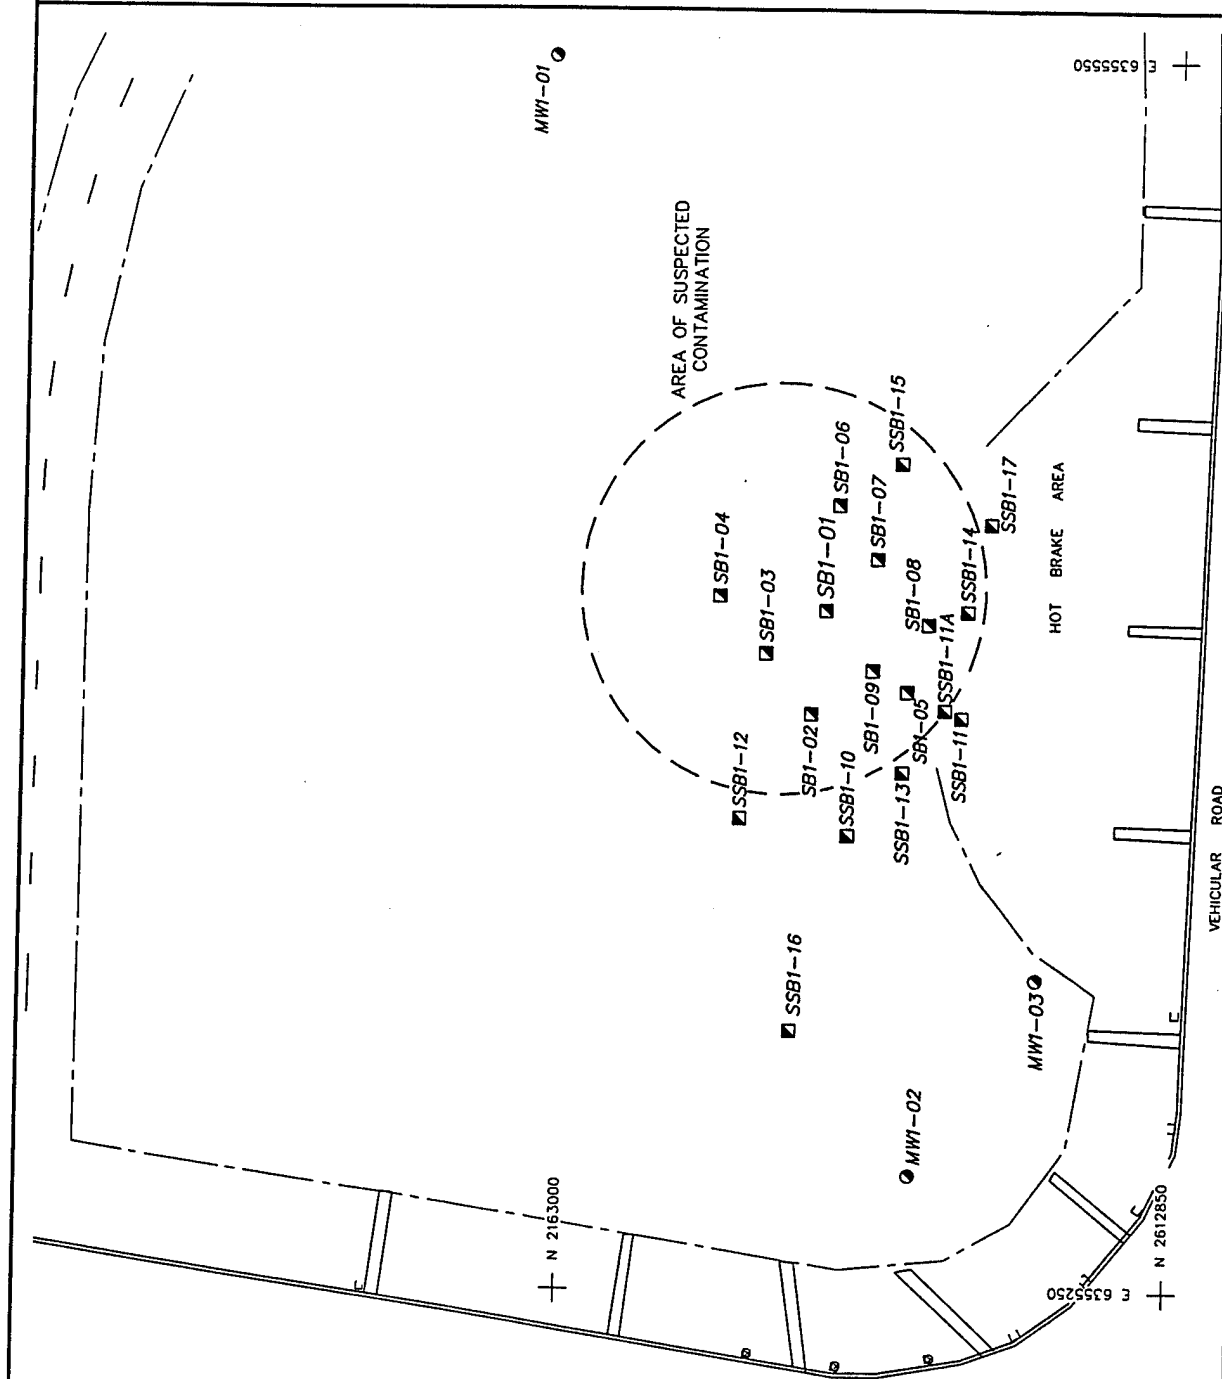 MW1-01
E 6355550
AREA OF SUSPECTED
CONTAMINATION
SSB1-15
SB1-06
SB1-07
SSB1-17
SB1-04
SB1-01
SSB1-14
SB1-03
SB1-08
SSB1-11A
HOT BRAKE AREA
SB1-09
SB1-05
SB1-02
SSB1-12
SSB1-10
SSB1-11
SSB1-13
VEHICULAR ROAD
SSB1-16
MW1-03
MW1-02
N 2163000
N 2612850
E 6355250